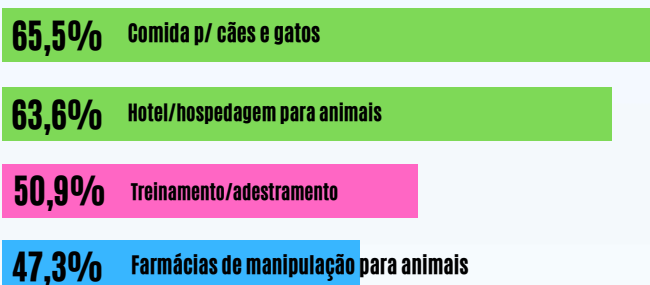 65,5% Comida p/ cães e gatos
63,6% Hotel/hospedagem para animais
50,9% Treinamento/adestramento
47,3% Farmácias de manipulação para animais